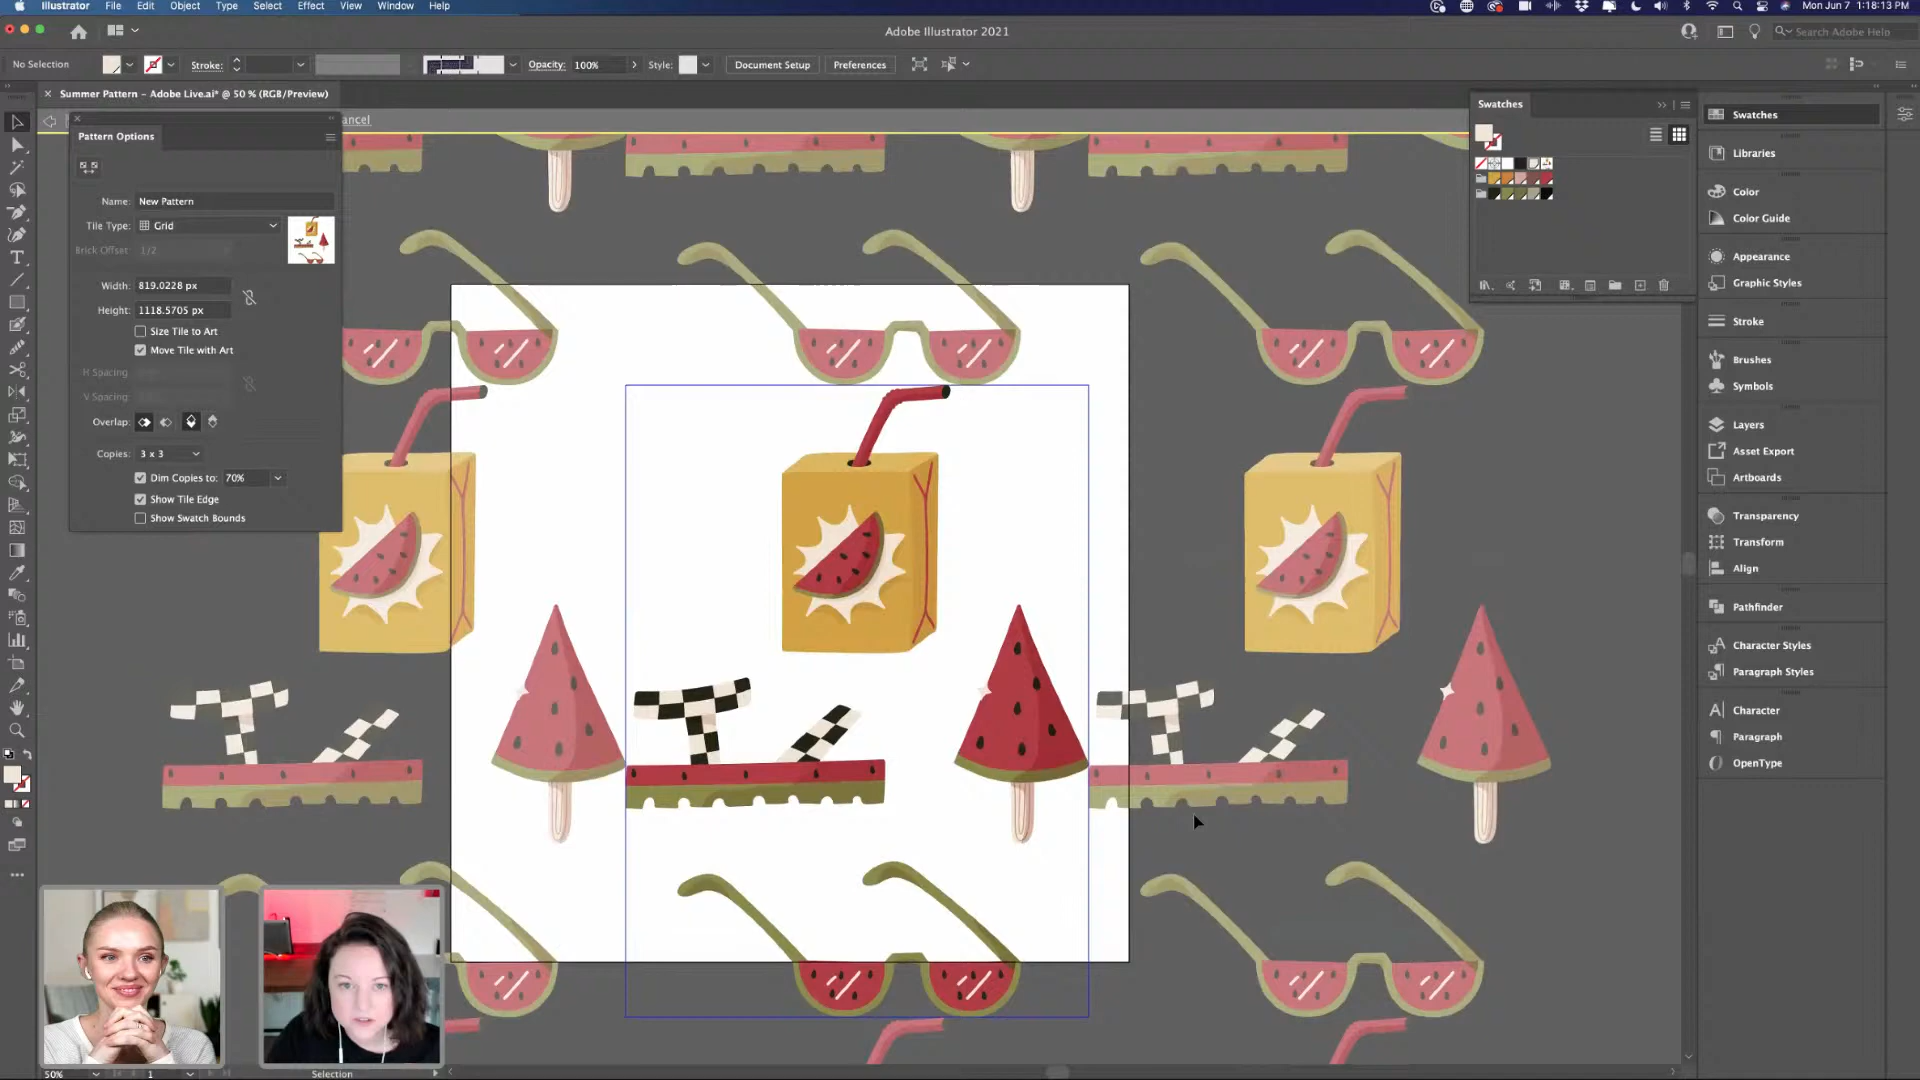 Illustrator File Edit Object Type Select Effect View Window Help
Mon Jun 7 1:18:13 PM
Adobe Illustrator 2021
Search Adobe Help
No Selection
Stroke:
Opacity: 100%
Style:
Document Setup
Preferences
× Summer Pattern – Adobe Live.ai* @ 50 % (RGB/Preview)
ancel
Pattern Options
Name: New Pattern
Tile Type: Grid
Brick Offset: 1/2
Width: 819.0228 px
Height: 1118.5705 px
Size Tile to Art
Move Tile with Art
H Spacing
V Spacing
Overlap:
Copies: 3 x 3
Dim Copies to: 70%
Show Tile Edge
Show Swatch Bounds
Swatches
Swatches
Libraries
Color
Color Guide
Appearance
Graphic Styles
Stroke
Brushes
Symbols
Layers
Asset Export
Artboards
Transparency
Transform
Align
Pathfinder
Character Styles
Paragraph Styles
Character
Paragraph
OpenType
50%
1
Selection